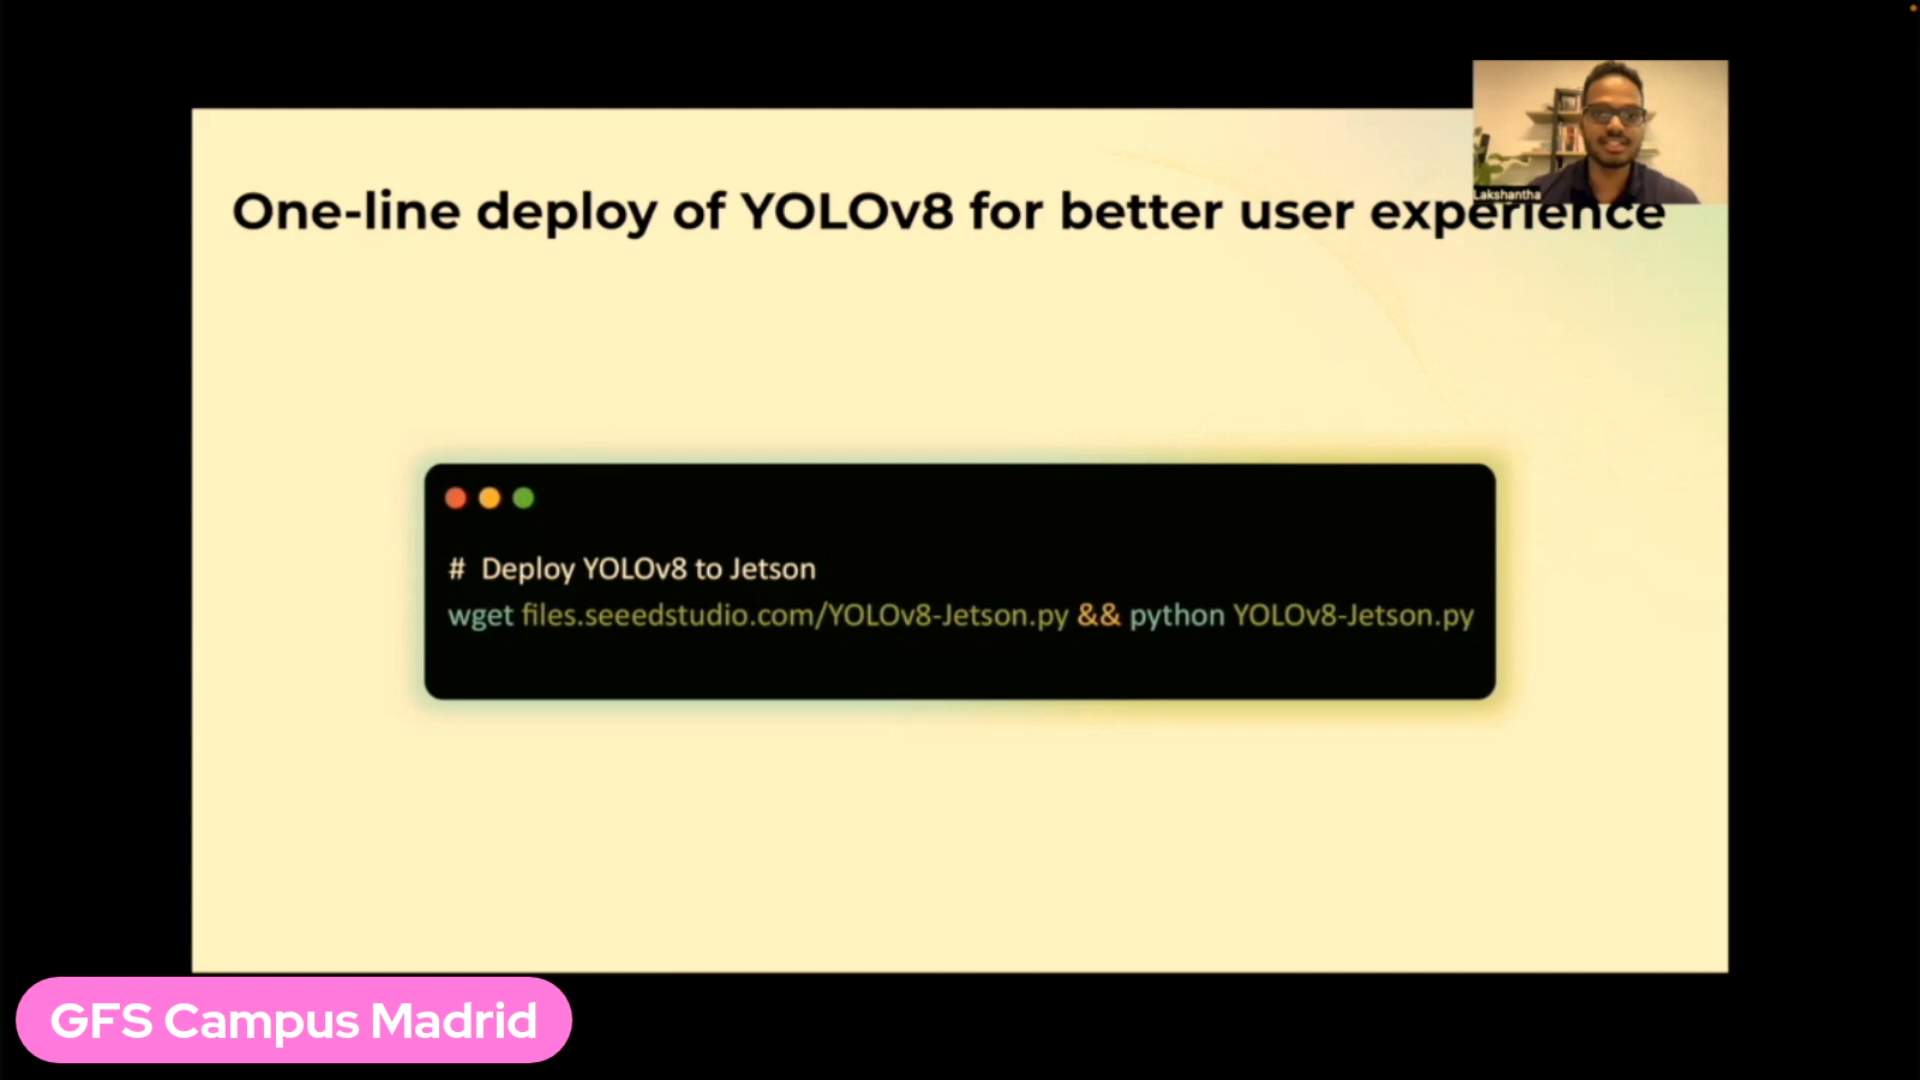 Lakshantha
One-line deploy of YOLOv8 for better user experience
# Deploy YOLOv8 to Jetson
wget files.seeedstudio.com/YOLOv8-Jetson.py && python YOLOv8-Jetson.py
GFS Campus Madrid